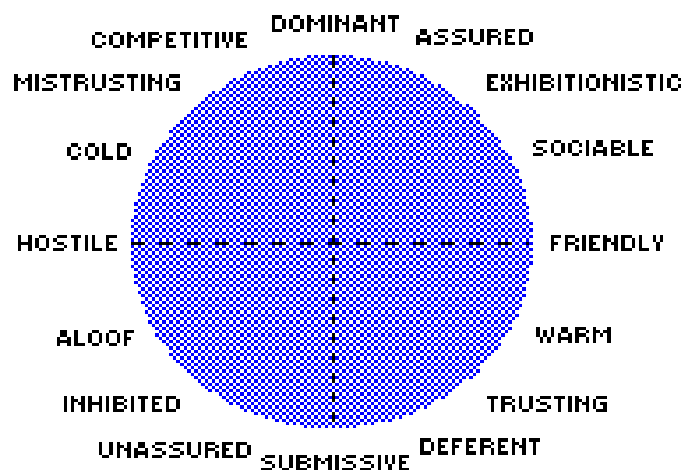 DOMINANT
COMPETITIVE
ASSURED
MISTRUSTING
EXHIBITIONISTIC
COLD
SOCIABLE
HOSTILE
FRIENDLY
ALOOF
WARM
INHIBITED
TRUSTING
UNASSURED
DEFERENT
SUBMISSIVE